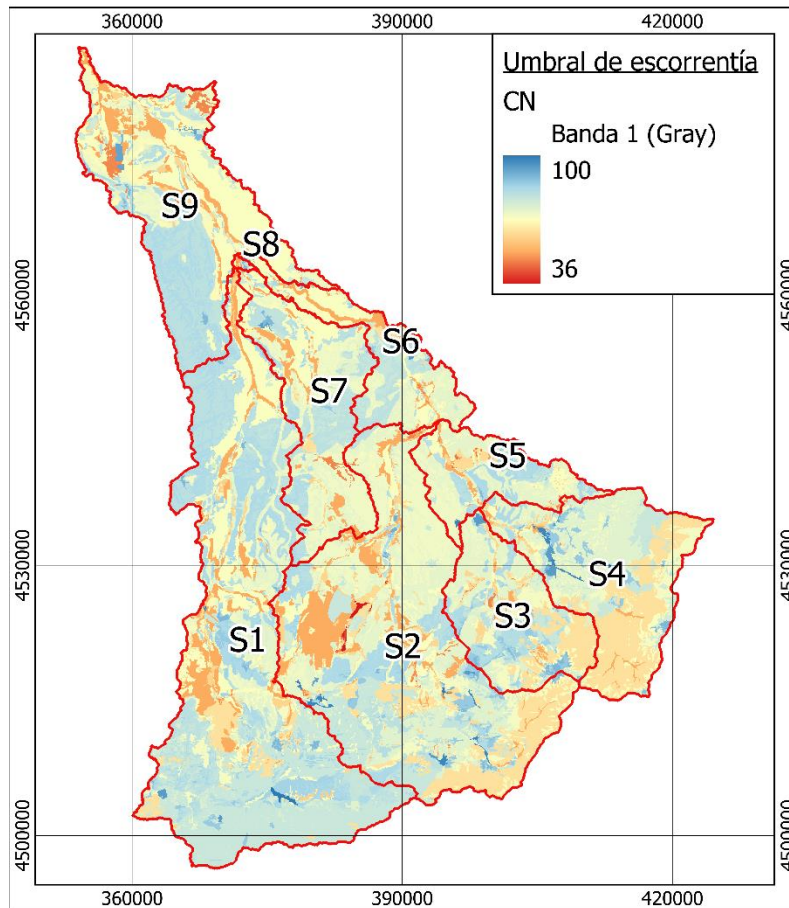 360000 390000 420000
Umbral de escorrentía
CN
Banda 1 (Gray)
100
36
S9
S8
4560000 4560000
S6
S7
S5
4530000 4530000
S4
S3
S1 S2
4500000 4500000
360000 390000 420000